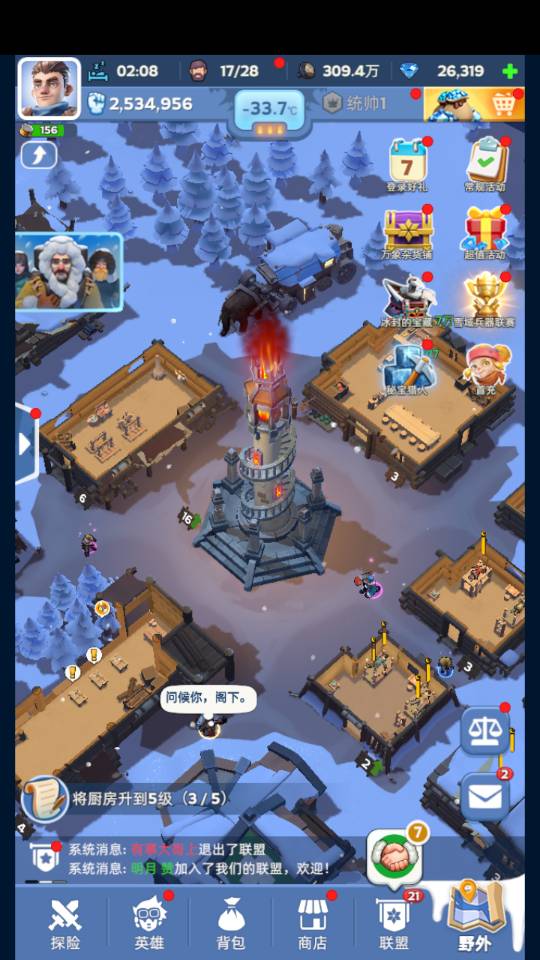 02:08
17/28
309.4万
26,319
2,534,956
-33.7℃
统帅1
156
7
登录好礼
常规活动
万象杂货铺
超值活动
冰封的宝藏
雪域兵器联赛
秘宝猎人
首充
6
3
16
3
问候你，阁下。
2
2
将厨房升到5级（3 / 5）
7
4
系统消息:
退出了联盟
系统消息: 明月 赞加入了我们的联盟，欢迎！
3
21
探险
英雄
背包
商店
联盟
野外